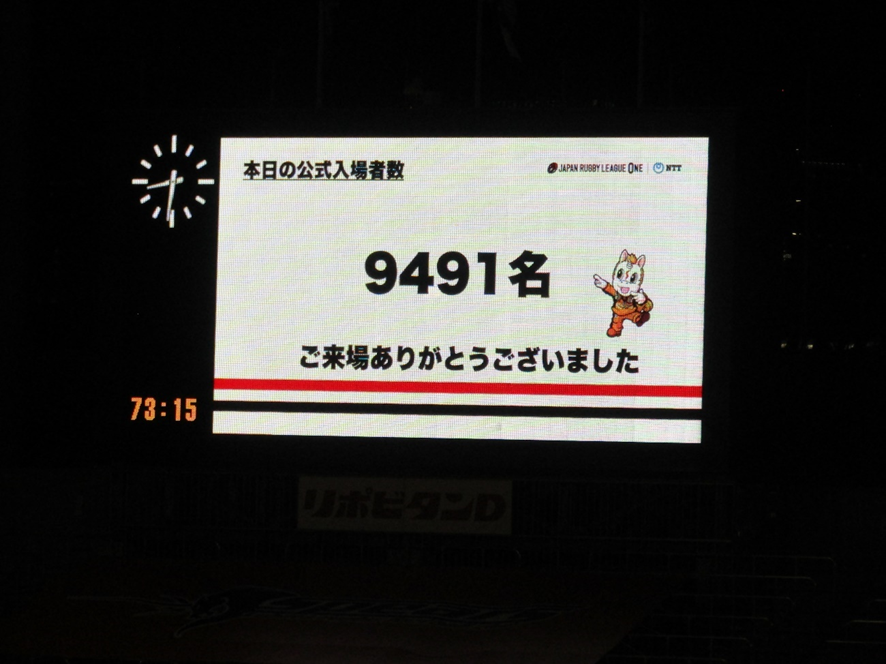 本日の公式入場者数
JAPAN RUGBY LEAGUE ONE NTT
9491名
ご来場ありがとうございました
73:15
リポビタンD